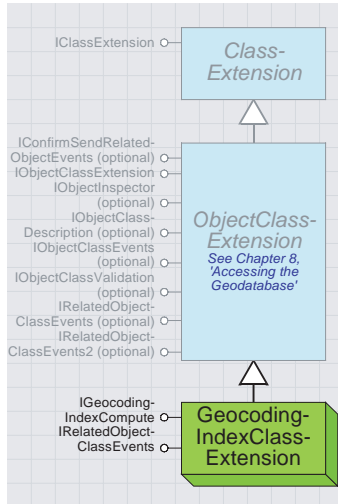 IClassExtension
Class-
Extension
IConfirmSendRelated-
ObjectEvents (optional)
IObjectClassExtension
IObjectInspector
(optional)
IObjectClass-
Description (optional)
IObjectClassEvents
(optional)
IObjectClassValidation
(optional)
IRelatedObject-
ClassEvents (optional)
IRelatedObject-
ClassEvents2 (optional)
ObjectClass-
Extension
See Chapter 8,
'Accessing the
Geodatabase'
IGeocoding-
IndexCompute
IRelatedObject-
ClassEvents
Geocoding-
IndexClass-
Extension